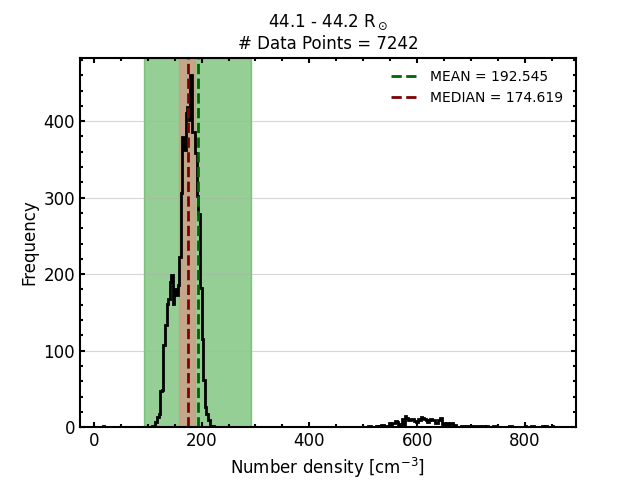 44.1 - 44.2 R⊙
# Data Points = 7242
MEAN = 192.545
MEDIAN = 174.619
Frequency
400
300
200
100
0
0 200 400 600 800
Number density [cm⁻³]